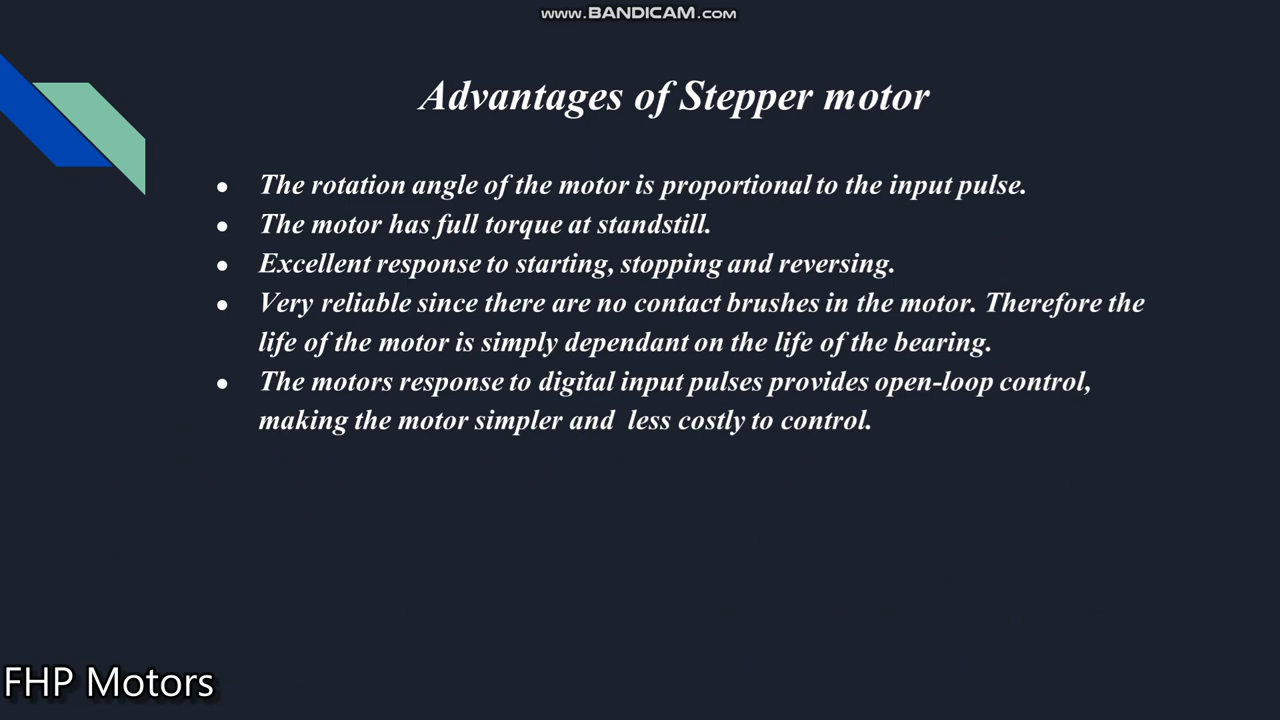 www.BANDICAM.com
Advantages of Stepper motor
● The rotation angle of the motor is proportional to the input pulse.
● The motor has full torque at standstill.
● Excellent response to starting, stopping and reversing.
● Very reliable since there are no contact brushes in the motor. Therefore the
life of the motor is simply dependant on the life of the bearing.
● The motors response to digital input pulses provides open-loop control,
making the motor simpler and less costly to control.
FHP Motors